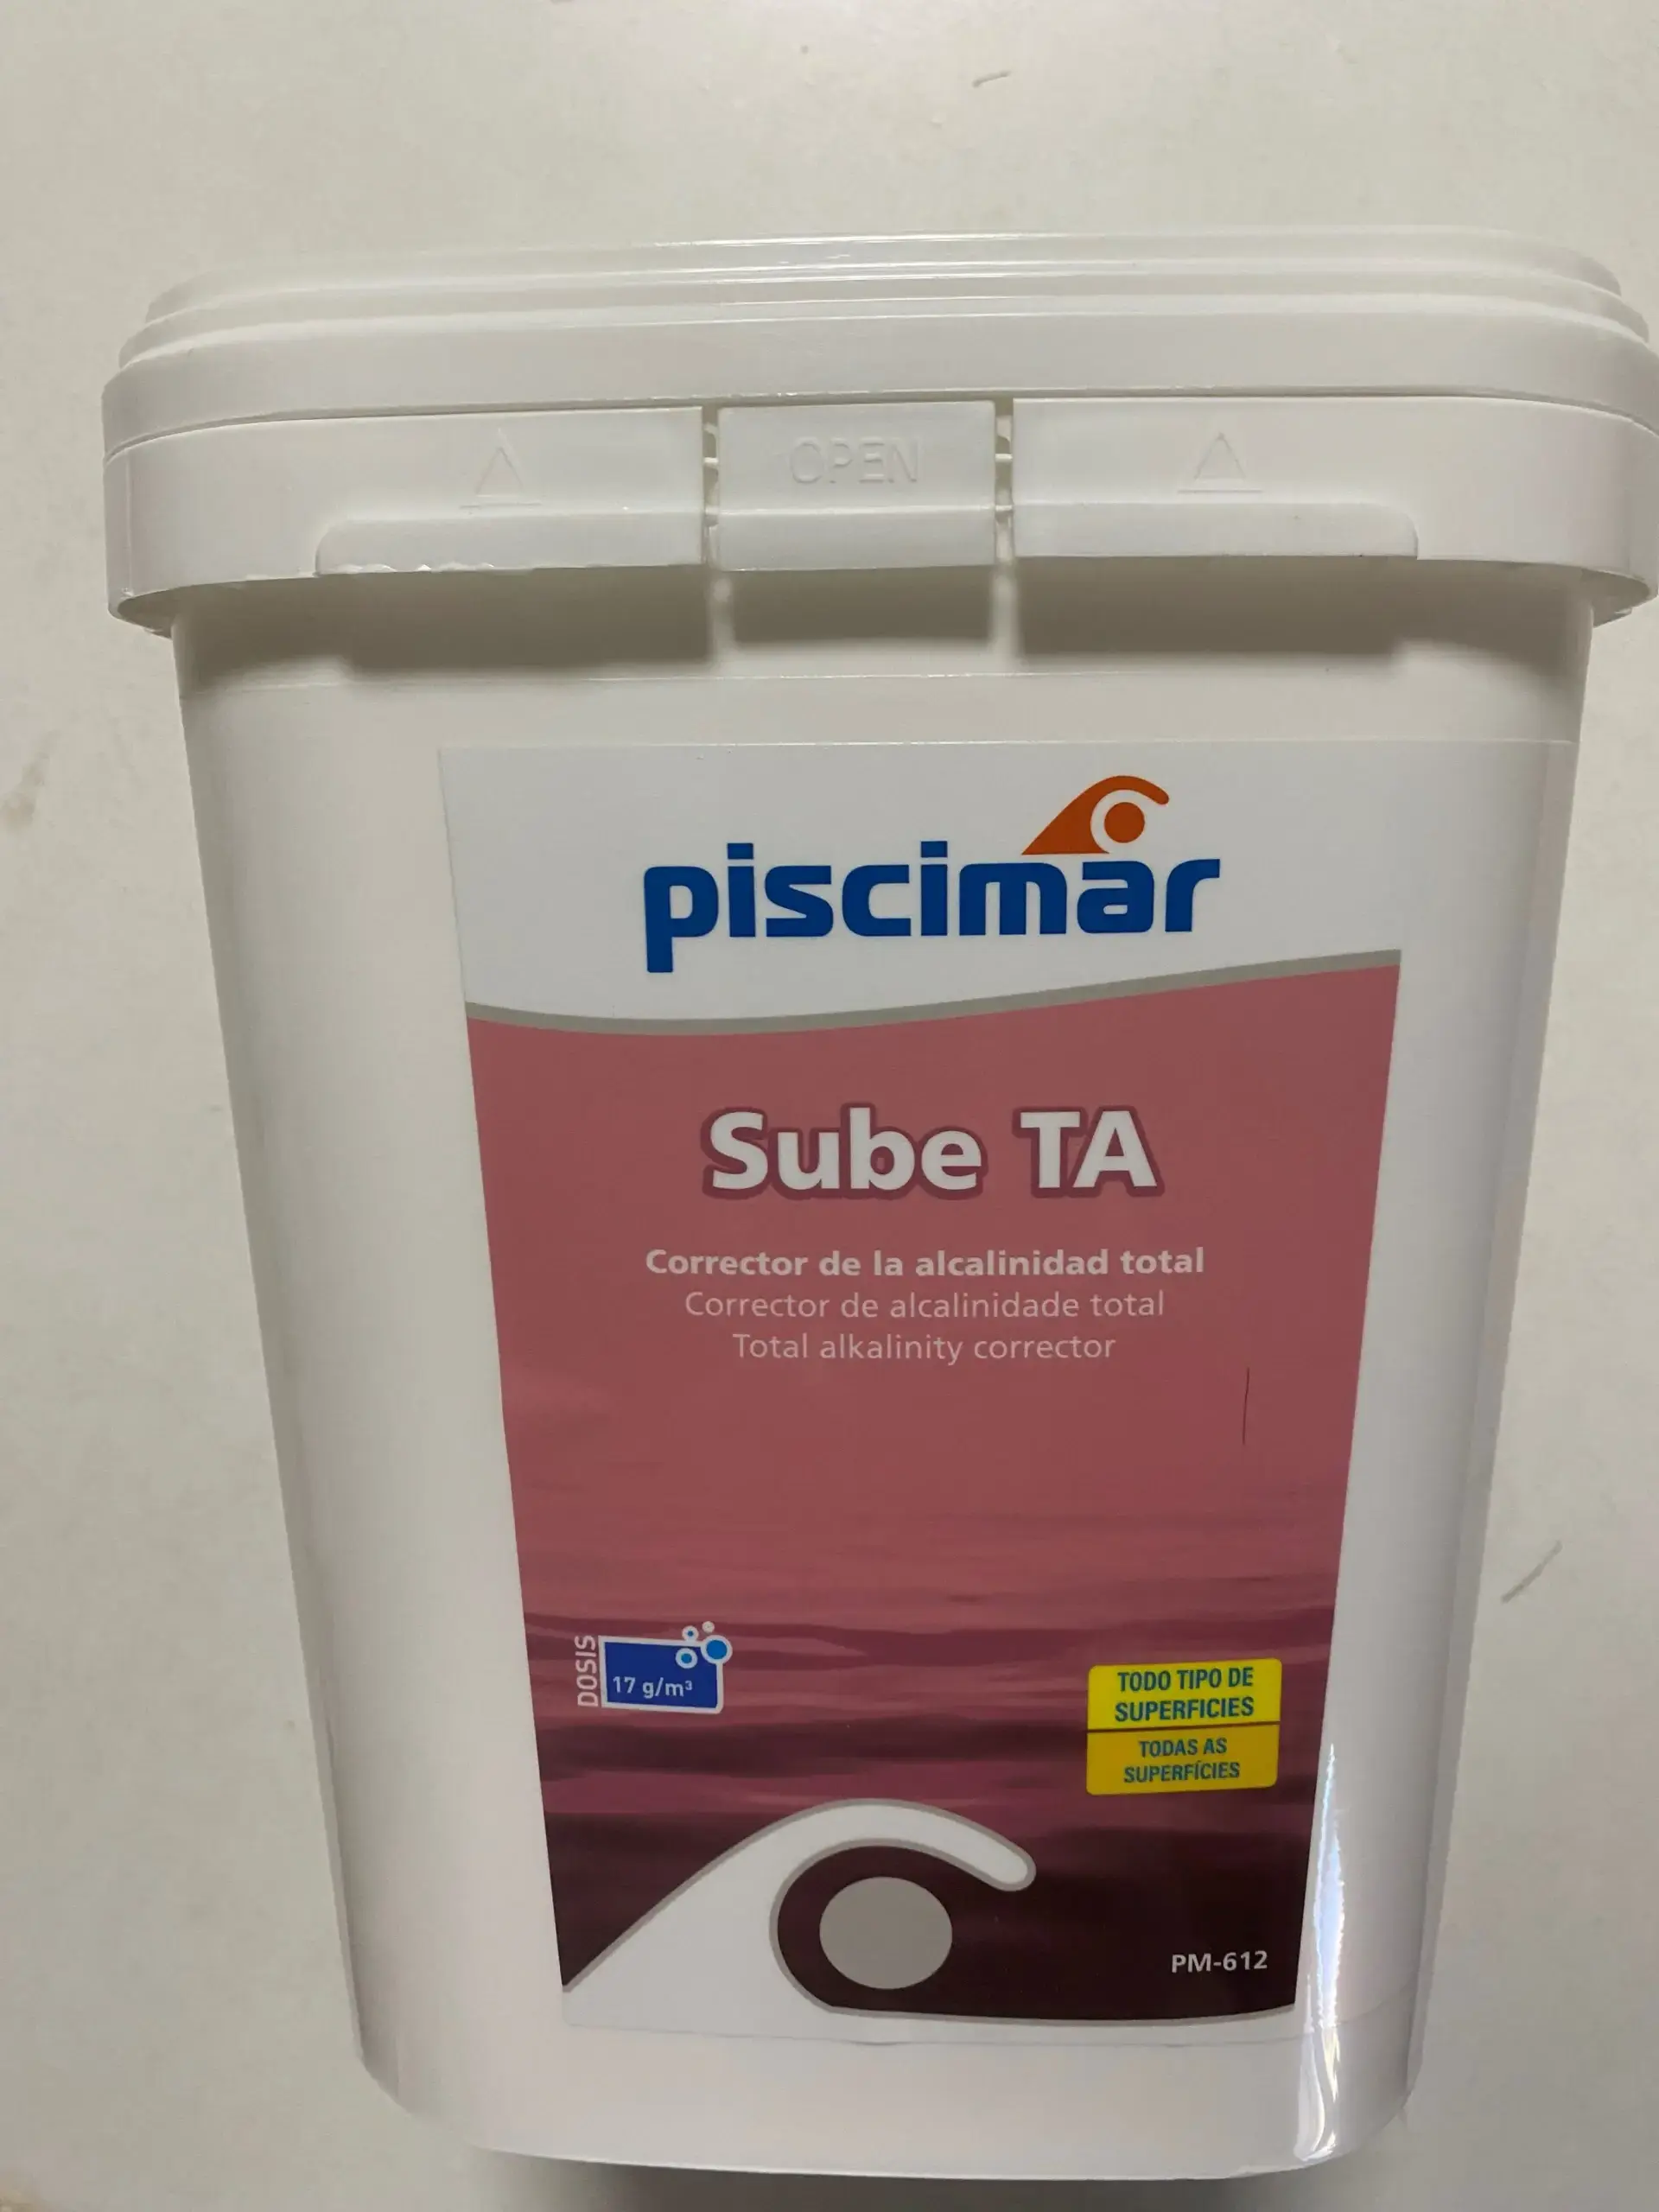 OPEN
piscimar
Sube TA
Corrector de la alcalinidad total
Corrector de alcalinidade total
Total alkalinity corrector
DOSIS
17 g/m³
TODO TIPO DE
SUPERFICIES
TODAS AS
SUPERFÍCIES
PM-612